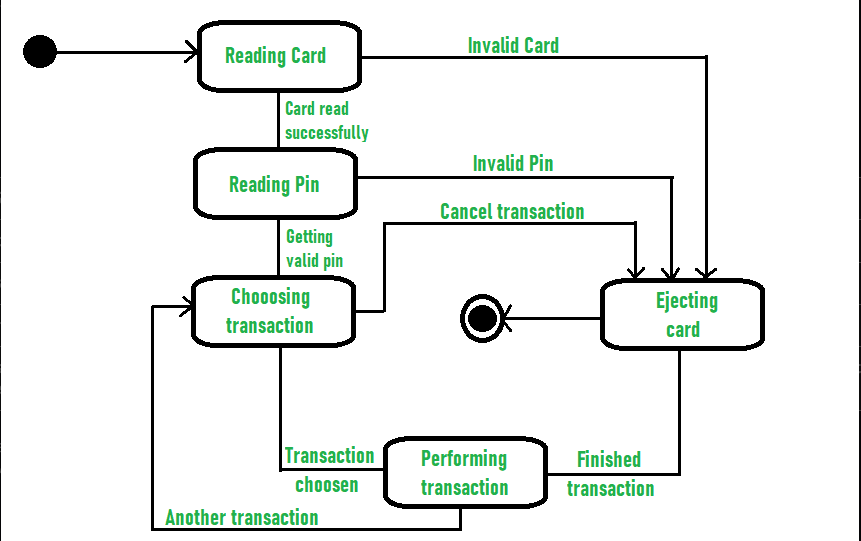 Reading Card
Invalid Card
Card read
successfully
Reading Pin
Invalid Pin
Getting
valid pin
Cancel transaction
Chooosing
transaction
Ejecting
card
Transaction
choosen
Performing
transaction
Finished
transaction
Another transaction